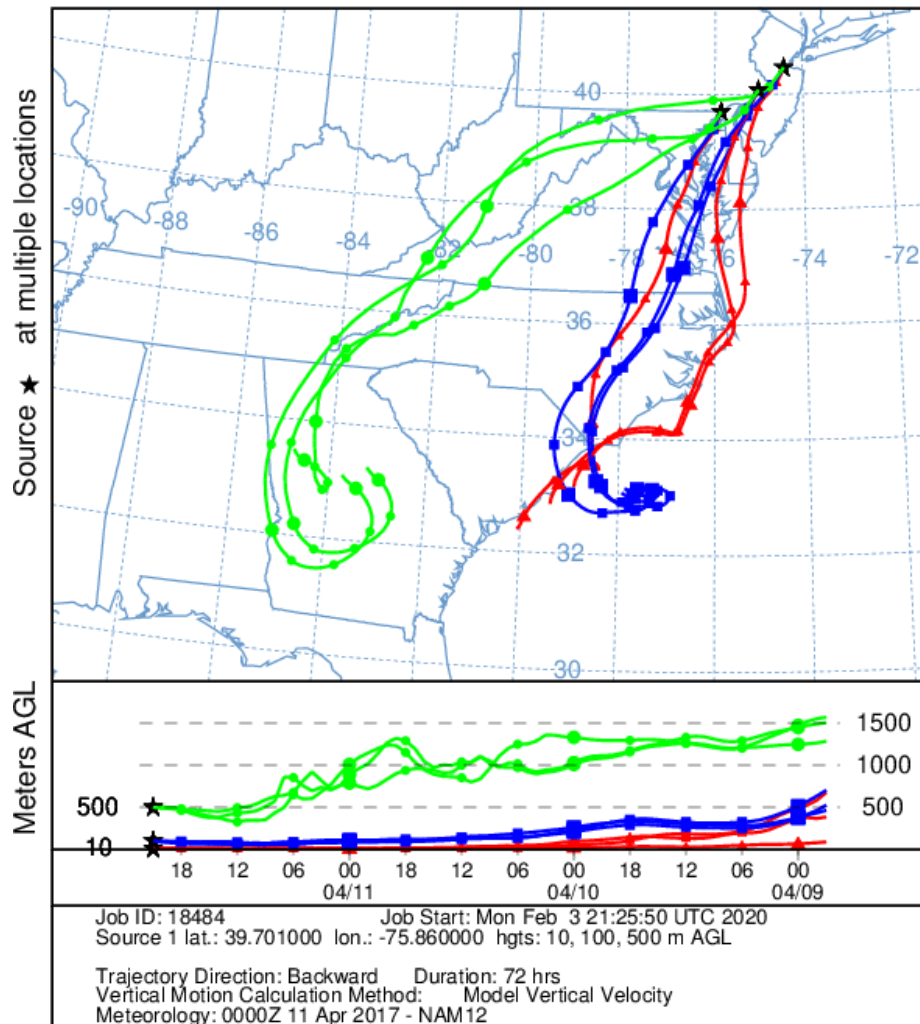 Source ★ at multiple locations
40
-90
-88
-86
-84
-82
-80
-78
-76
-74
-72
38
36
34
32
30
Meters AGL
1500
1000
500
500
10
18 12 06 00 18 12 06 00 18 12 06 00
04/11 04/10 04/09
Job ID: 18484 Job Start: Mon Feb 3 21:25:50 UTC 2020
Source 1 lat.: 39.701000 lon.: -75.860000 hgts: 10, 100, 500 m AGL
Trajectory Direction: Backward Duration: 72 hrs
Vertical Motion Calculation Method: Model Vertical Velocity
Meteorology: 0000Z 11 Apr 2017 - NAM12